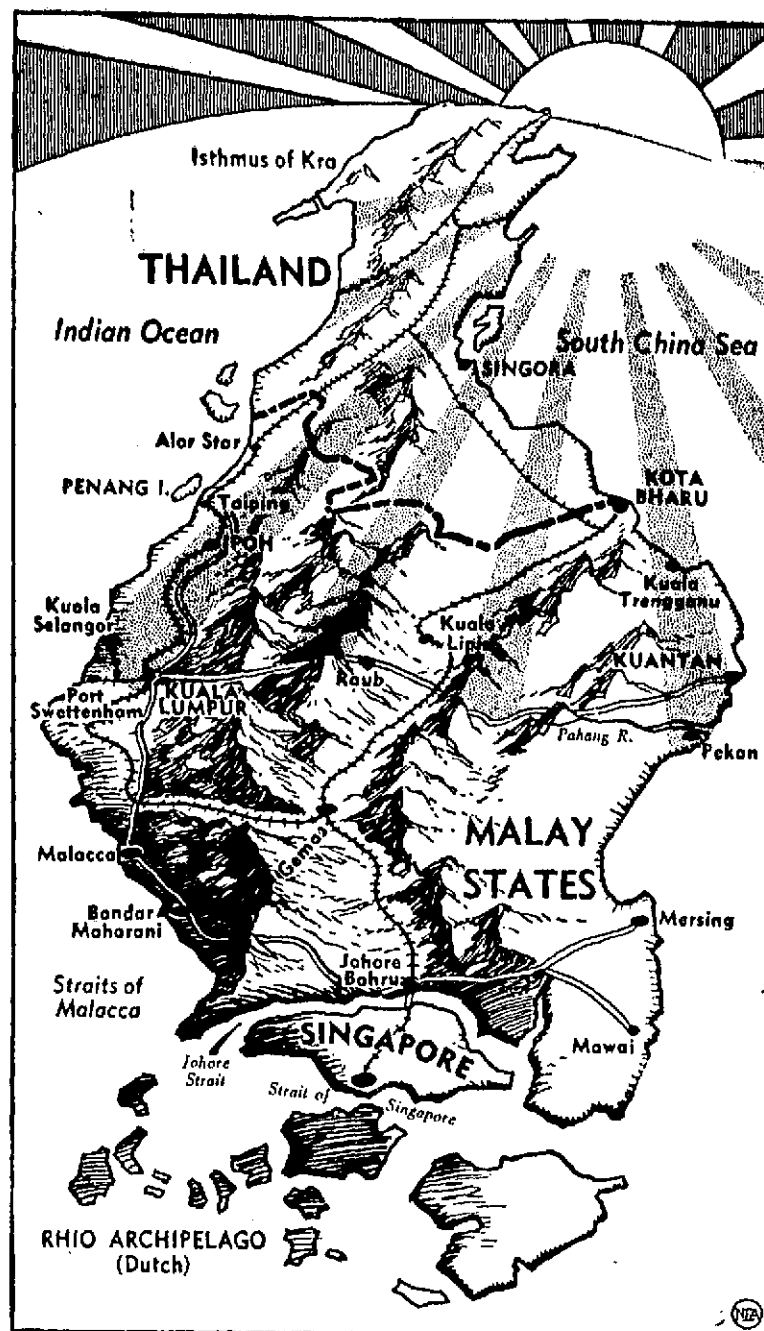 Isthmus of Kra
THAILAND
Indian Ocean
South China Sea
SINGORA
Alor Star
PENANG I.
KOTA
BHARU
Taiping
IPOH
Kuala
Trengganu
Kuala
Selangor
Kuala
Lipis
KUANTAN
Raub
Port
Swettenham
KUALA
LUMPUR
Pahang R.
Pekan
MALAY
STATES
Malacca
Gemas
Bandar
Maharani
Mersing
Johore
Bahru
Straits of
Malacca
SINGAPORE
Mawai
Johore
Strait
Strait of
Singapore
RHIO ARCHIPELAGO
(Dutch)
NEA